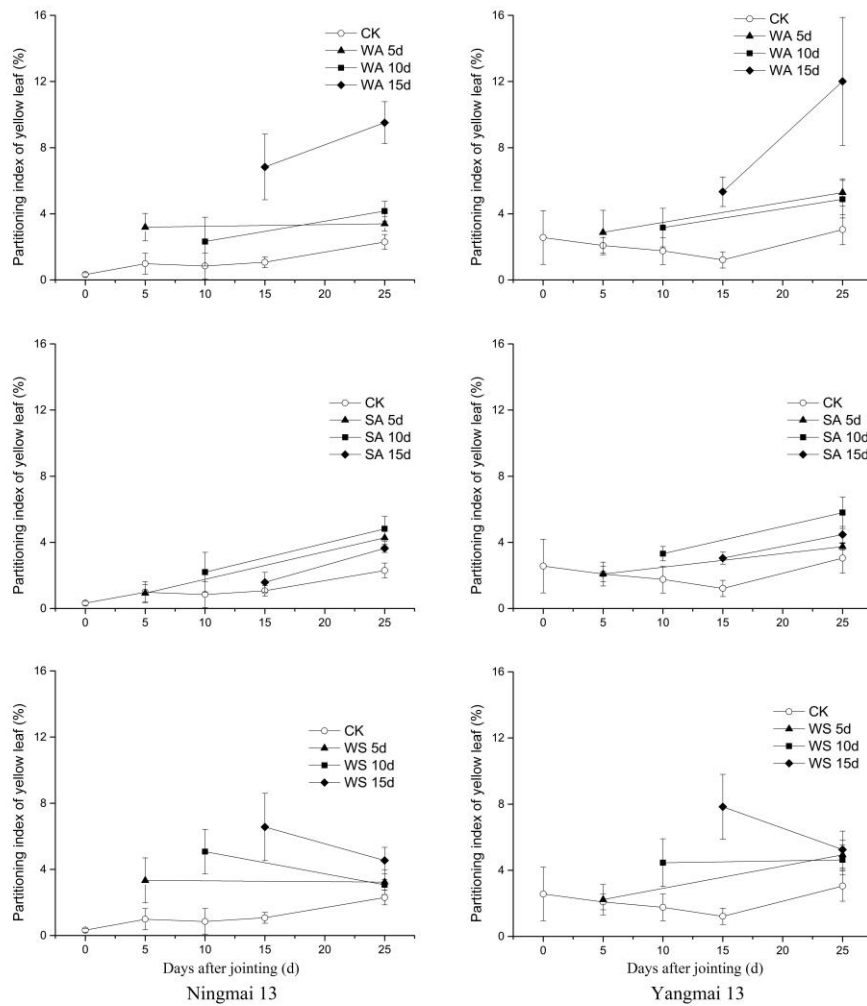 Partitioning index of yellow leaf (%)
16
12
8
4
0
0 5 10 15 20 25
CK
WA 5d
WA 10d
WA 15d
Partitioning index of yellow leaf (%)
16
12
8
4
0
0 5 10 15 20 25
CK
WA 5d
WA 10d
WA 15d
Partitioning index of yellow leaf (%)
16
12
8
4
0
0 5 10 15 20 25
CK
SA 5d
SA 10d
SA 15d
Partitioning index of yellow leaf (%)
16
12
8
4
0
0 5 10 15 20 25
CK
SA 5d
SA 10d
SA 15d
Partitioning index of yellow leaf (%)
16
12
8
4
0
0 5 10 15 20 25
CK
WS 5d
WS 10d
WS 15d
Days after jointing (d)
Ningmai 13
Partitioning index of yellow leaf (%)
16
12
8
4
0
0 5 10 15 20 25
CK
WS 5d
WS 10d
WS 15d
Days after jointing (d)
Yangmai 13